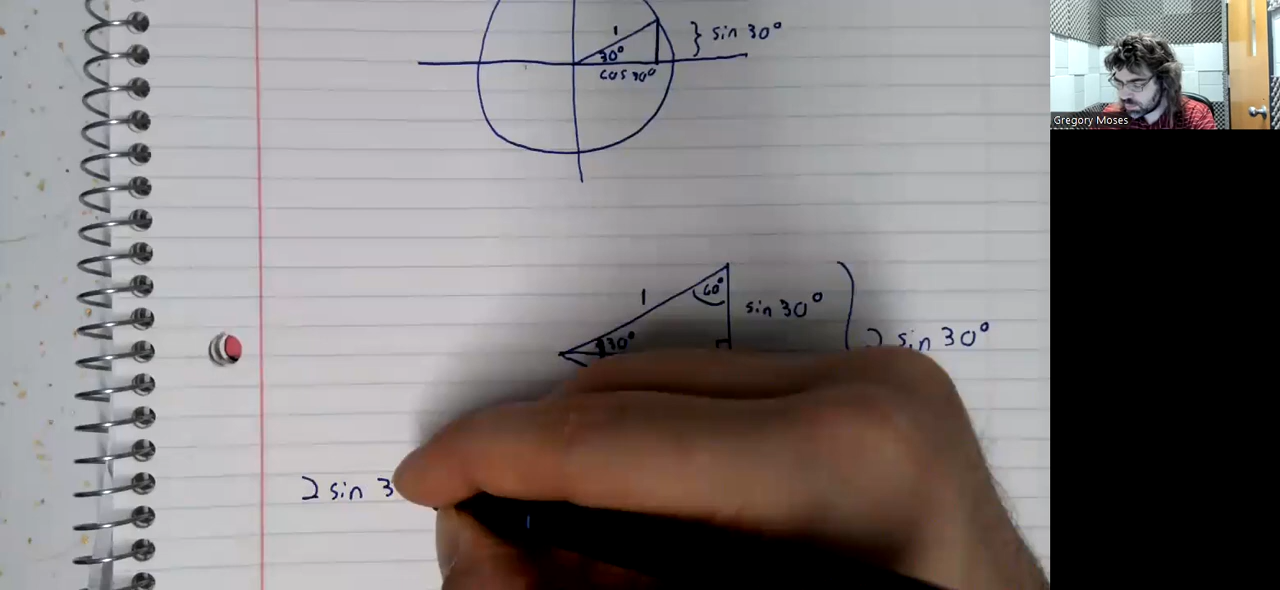 1
} sin 30°
30°
cos 30°
Gregory Moses
1
60°
sin 30°
30°
2 sin 30°
2 sin 3